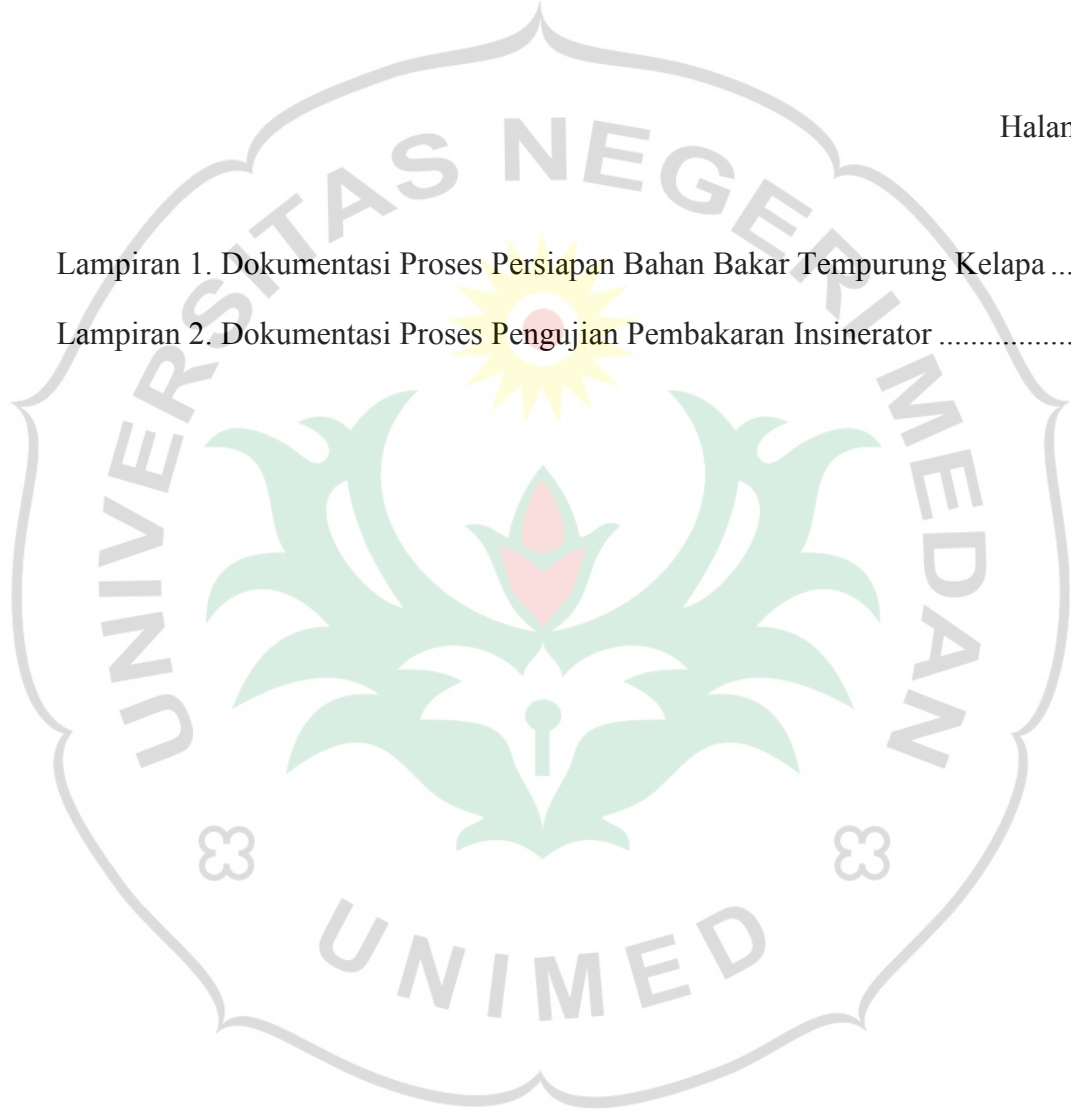 Halam
Lampiran 1. Dokumentasi Proses Persiapan Bahan Bakar Tempurung Kelapa ...
Lampiran 2. Dokumentasi Proses Pengujian Pembakaran Insinerator .................
UNIVERSITAS NEGERI MEDAN
UNIMED